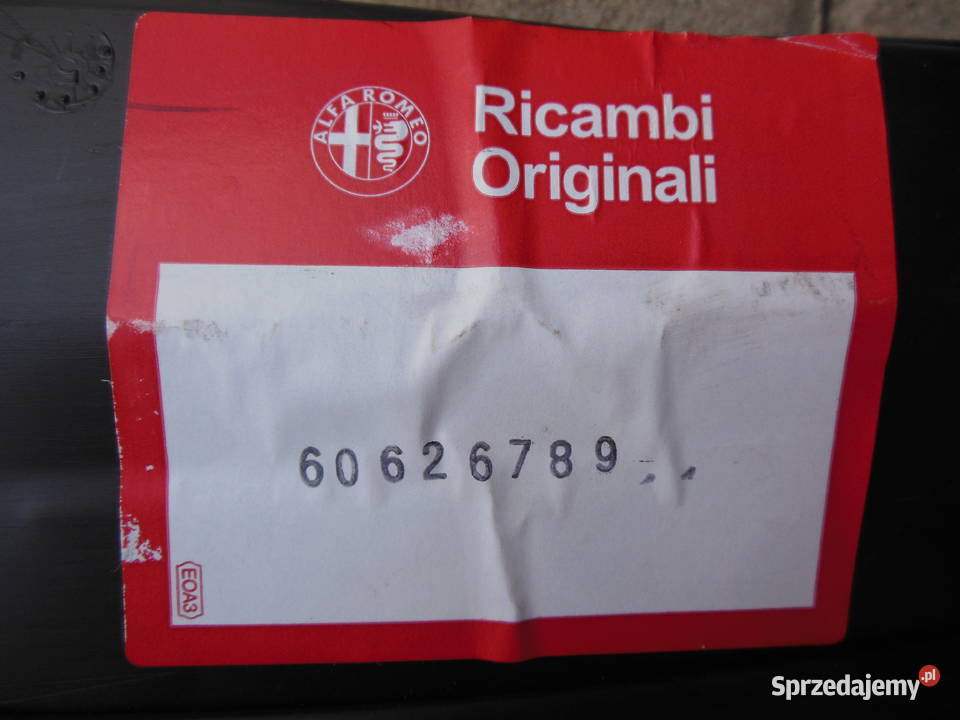 ALFA ROMEO
Ricambi
Originali
60626789
EOA3
Sprzedajemy.pl